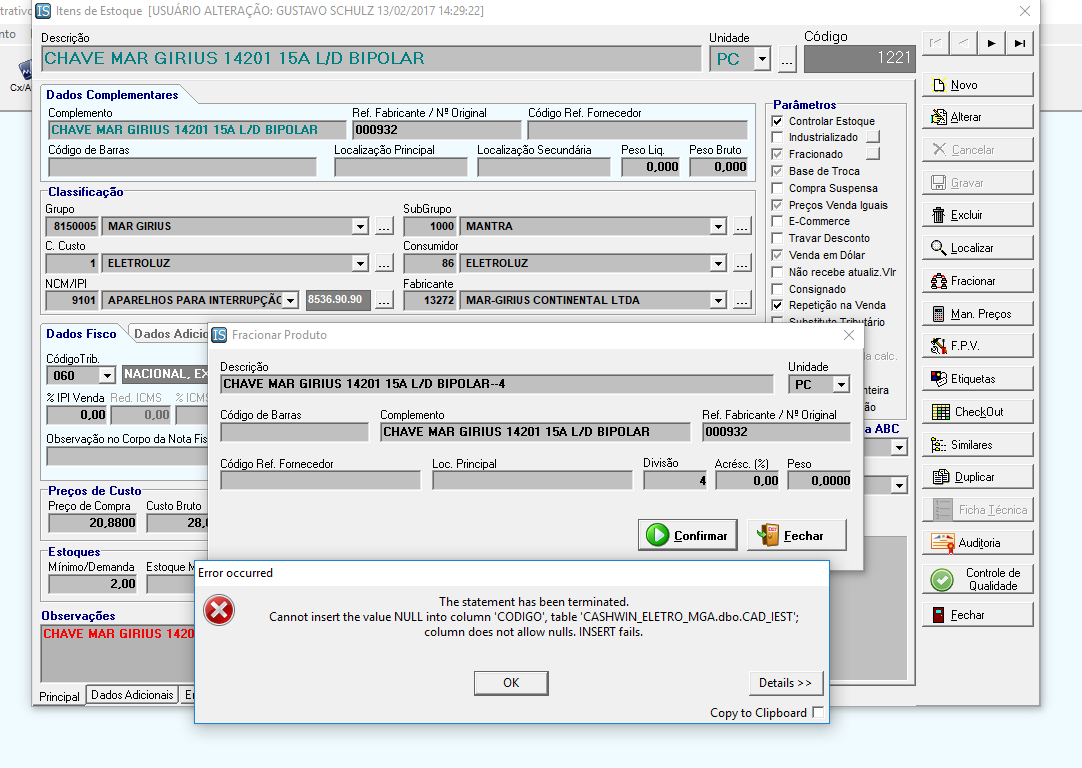 trativo
IS Itens de Estoque [USUÁRIO ALTERAÇÃO: GUSTAVO SCHULZ 13/02/2017 14:29:22]
nto
Cx/A
Descrição
Unidade
Código
CHAVE MAR GIRIUS 14201 15A L/D BIPOLAR
PC
...
1221
Dados Complementares
Complemento
Ref. Fabricante / Nº Original
Código Ref. Fornecedor
CHAVE MAR GIRIUS 14201 15A L/D BIPOLAR
000932
Código de Barras
Localização Principal
Localização Secundária
Peso Liq.
Peso Bruto
0,000
0,000
Classificação
Grupo
SubGrupo
8150005 MAR GIRIUS ...
1000 MANTRA ...
C. Custo
Consumidor
1 ELETROLUZ ...
86 ELETROLUZ ...
NCM/IPI
Fabricante
9101 APARELHOS PARA INTERRUPÇÃO 8536.90.90 ...
13272 MAR-GIRIUS CONTINENTAL LTDA ...
Parâmetros
Controlar Estoque
Industrializado
Fracionado
Base de Troca
Compra Suspensa
Preços Venda Iguais
E-Commerce
Travar Desconto
Venda em Dólar
Não recebe atualiz.Vlr
Consignado
Repetição na Venda
Substituto Tributário
a calc.
nteira
ão
a ABC
Novo
Alterar
Cancelar
Gravar
Excluir
Localizar
Fracionar
Man. Preços
F.P.V.
Etiquetas
CheckOut
Similares
Duplicar
Ficha Técnica
Auditoria
Controle de
Qualidade
Fechar
Dados Fisco
Dados Adicio
CódigoTrib.
060 NACIONAL, EX
% IPI Venda
Red. ICMS
% ICMS
0,00
0,00
Observação no Corpo da Nota Fis
Preços de Custo
Preço de Compra
Custo Bruto
20,8800
28,0
Estoques
Mínimo/Demanda
Estoque M
2,00
Observações
CHAVE MAR GIRIUS 14201
Principal
Dados Adicionais
IS Fracionar Produto
Descrição
Unidade
CHAVE MAR GIRIUS 14201 15A L/D BIPOLAR--4
PC
Código de Barras
Complemento
Ref. Fabricante / Nº Original
CHAVE MAR GIRIUS 14201 15A L/D BIPOLAR
000932
Código Ref. Fornecedor
Loc. Principal
Divisão
Acrésc. (%)
Peso
4
0,00
0,0000
Confirmar
Fechar
Error occurred
The statement has been terminated.
Cannot insert the value NULL into column 'CODIGO', table 'CASHWIN_ELETRO_MGA.dbo.CAD_IEST';
column does not allow nulls. INSERT fails.
OK
Details >>
Copy to Clipboard